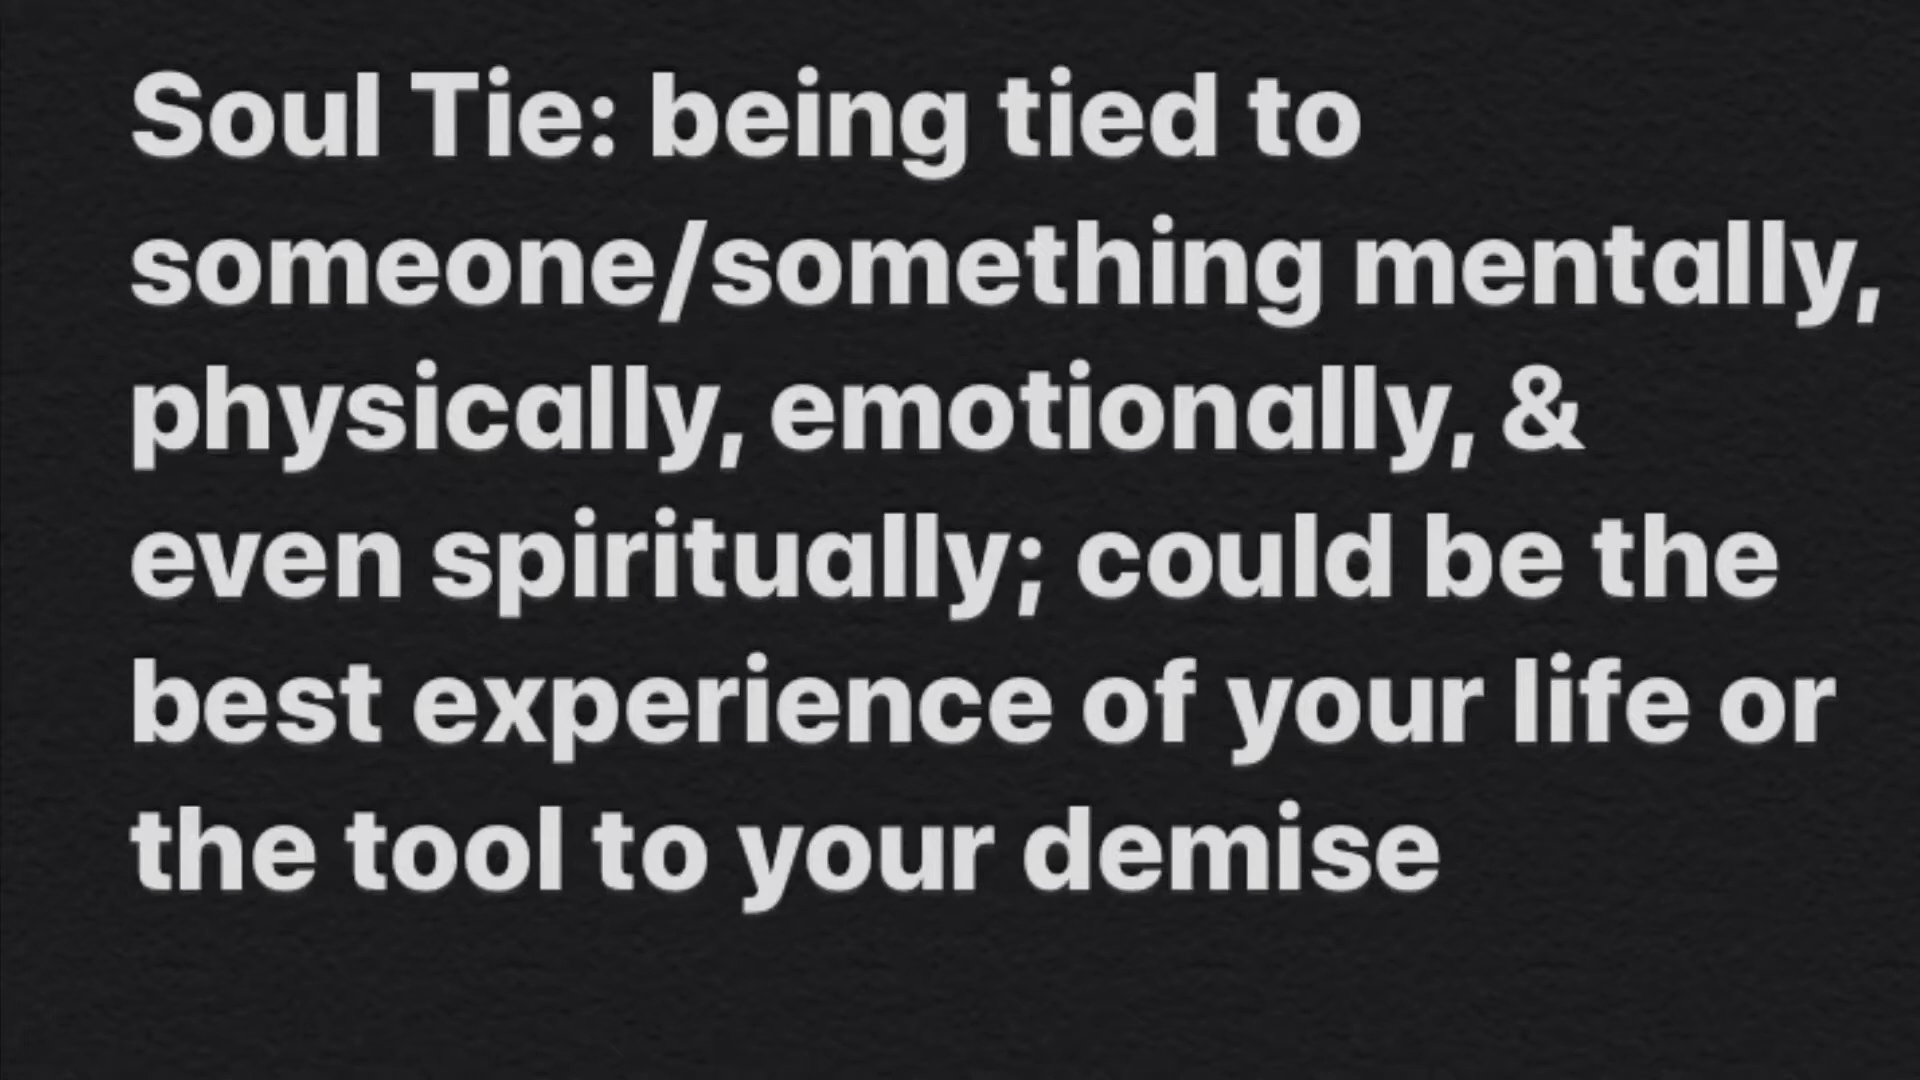 Soul Tie: being tied to
someone/something mentally,
physically, emotionally, &
even spiritually; could be the
best experience of your life or
the tool to your demise